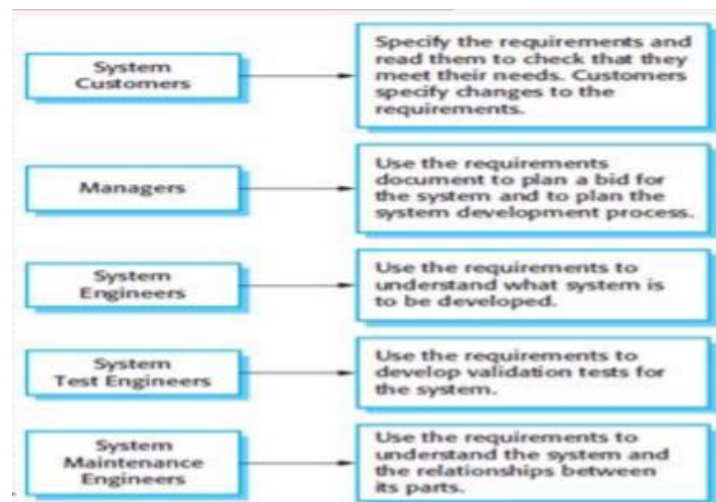 System
Customers
Specify the requirements and
read them to check that they
meet their needs. Customers
specify changes to the
requirements.
Managers
Use the requirements
document to plan a bid for
the system and to plan the
system development process.
System
Engineers
Use the requirements to
understand what system is
to be developed.
System
Test Engineers
Use the requirements to
develop validation tests for
the system.
System
Maintenance
Engineers
Use the requirements to
understand the system and
the relationships between
its parts.